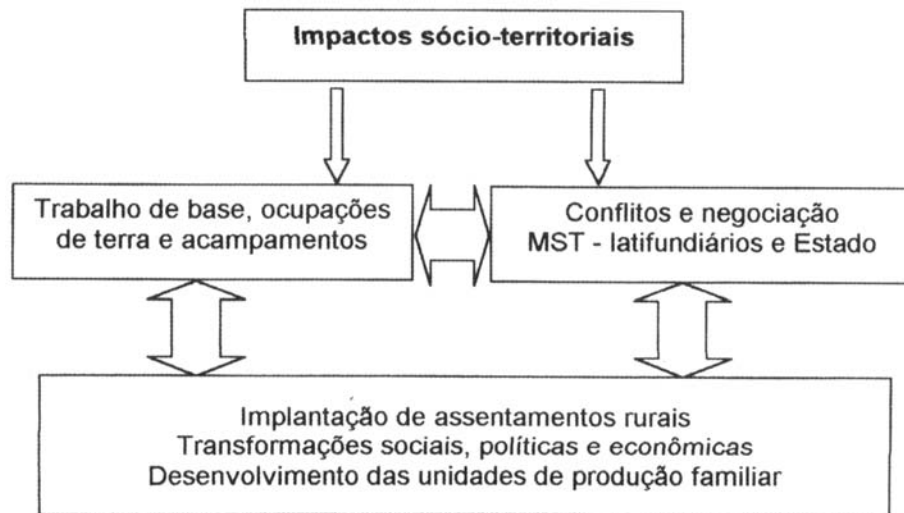 Impactos sócio-territoriais
Trabalho de base, ocupações
de terra e acampamentos
Conflitos e negociação
MST - latifundiários e Estado
Implantação de assentamentos rurais
Transformações sociais, políticas e econômicas
Desenvolvimento das unidades de produção familiar